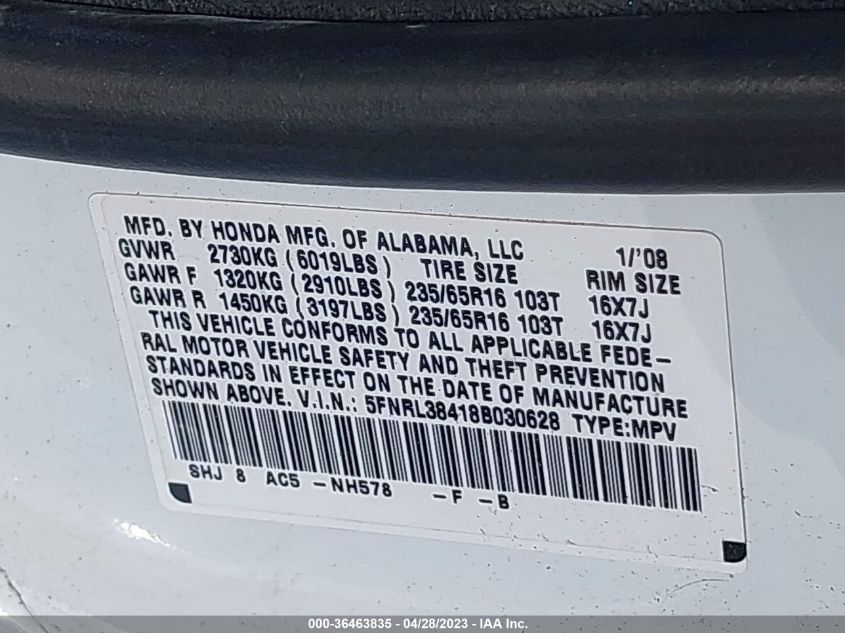 MFD. BY HONDA MFG. OF ALABAMA, LLC 1/'08
GVWR 2730KG (6019LBS) TIRE SIZE RIM SIZE
GAWR F 1320KG (2910LBS) 235/65R16 103T 16X7J
GAWR R 1450KG (3197LBS) 235/65R16 103T 16X7J
THIS VEHICLE CONFORMS TO ALL APPLICABLE FEDE-
RAL MOTOR VEHICLE SAFETY AND THEFT PREVENTION
STANDARDS IN EFFECT ON THE DATE OF MANUFACTURE
SHOWN ABOVE. V.I.N.: 5FNRL38418B030628 TYPE:MPV
SHJ 8 AC5 -NH578 -F -B
000-36463835 - 04/28/2023 - IAA Inc.